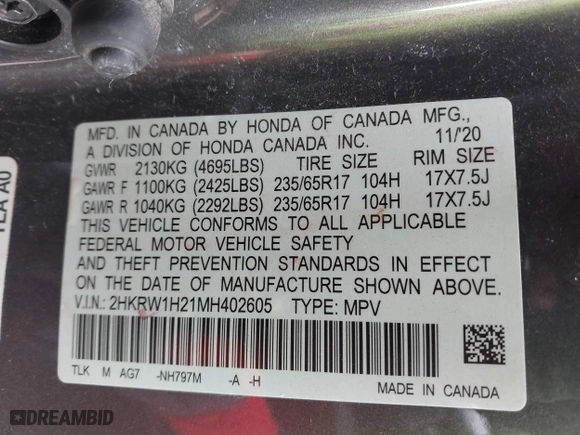 MFD. IN CANADA BY HONDA OF CANADA MFG.,
A DIVISION OF HONDA CANADA INC. 11/'20
GVWR 2130KG (4695LBS) TIRE SIZE RIM SIZE
GAWR F 1100KG (2425LBS) 235/65R17 104H 17X7.5J
GAWR R 1040KG (2292LBS) 235/65R17 104H 17X7.5J
THIS VEHICLE CONFORMS TO ALL APPLICABLE
FEDERAL MOTOR VEHICLE SAFETY
AND THEFT PREVENTION STANDARDS IN EFFECT
ON THE DATE OF MANUFACTURE SHOWN ABOVE.
V.I.N.: 2HKRW1H21MH402605 TYPE: MPV
TLK M AG7 -NH797M -A -H
MADE IN CANADA
TLA A0
DREAMBID